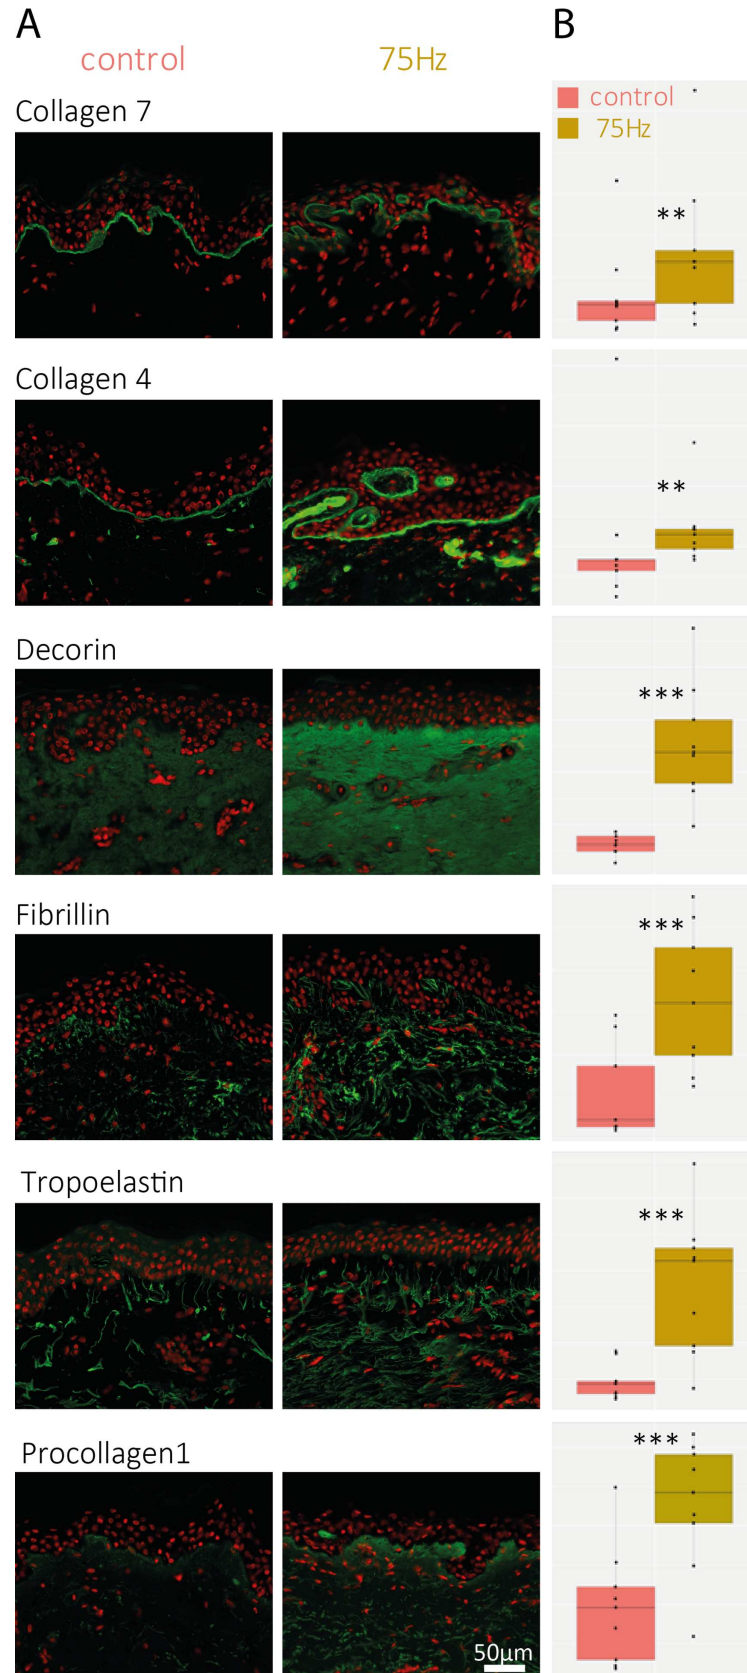 A
B
control
75Hz
Collagen 7
control
75Hz
**
Collagen 4
**
Decorin
***
Fibrillin
***
Tropoelastin
***
Procollagen1
***
50µm